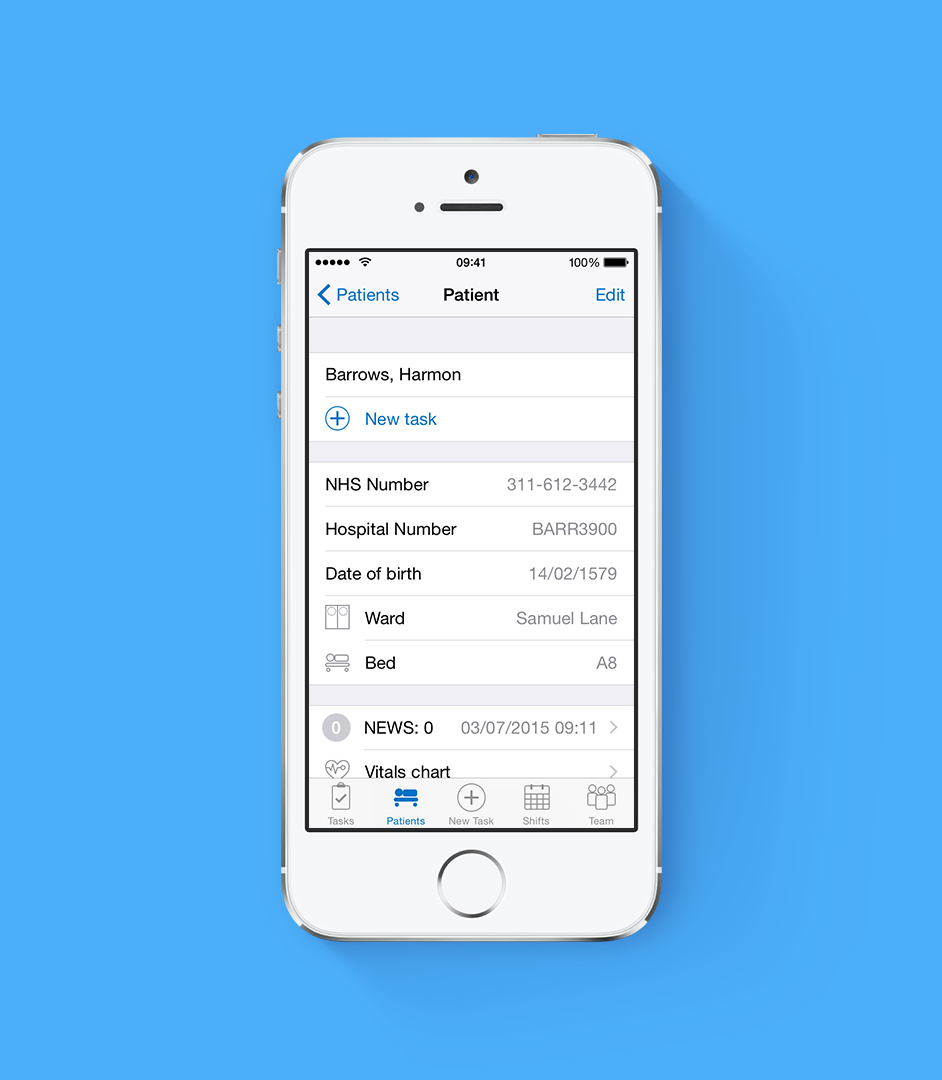 09:41 100%
Patients Patient Edit
Barrows, Harmon
New task
NHS Number 311-612-3442
Hospital Number BARR3900
Date of birth 14/02/1579
Ward Samuel Lane
Bed A8
0 NEWS: 0 03/07/2015 09:11
Vitals chart
Tasks Patients New Task Shifts Team